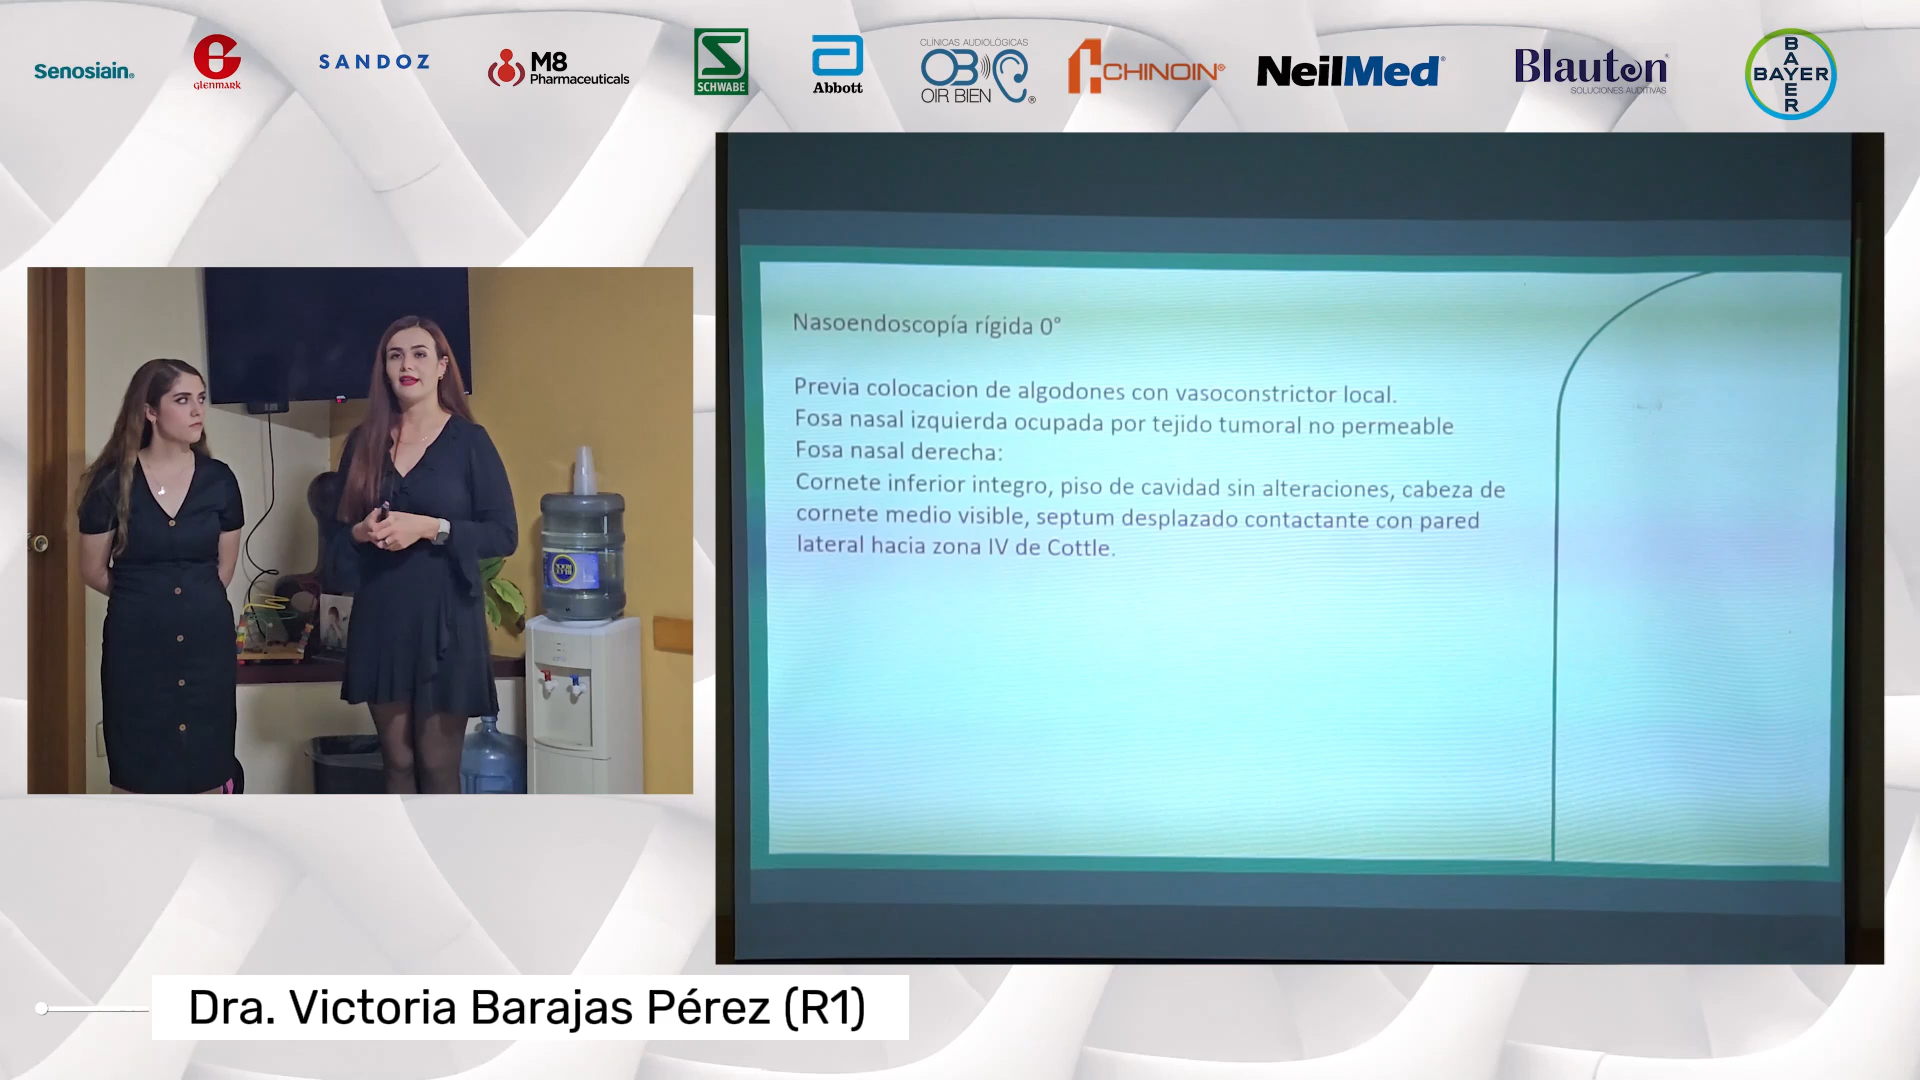 Senosiain®
Glenmark
SANDOZ
M8
Pharmaceuticals
SCHWABE
Abbott
CLÍNICAS AUDIOLÓGICAS
OB
OIR BIEN®
CHINOIN®
NeilMed®
Blauton®
SOLUCIONES AUDITIVAS
BAYER
BAYER
Nasoendoscopía rígida 0°
Previa colocacion de algodones con vasoconstrictor local.
Fosa nasal izquierda ocupada por tejido tumoral no permeable
Fosa nasal derecha:
Cornete inferior integro, piso de cavidad sin alteraciones, cabeza de
cornete medio visible, septum desplazado contactante con pared
lateral hacia zona IV de Cottle.
Dra. Victoria Barajas Pérez (R1)